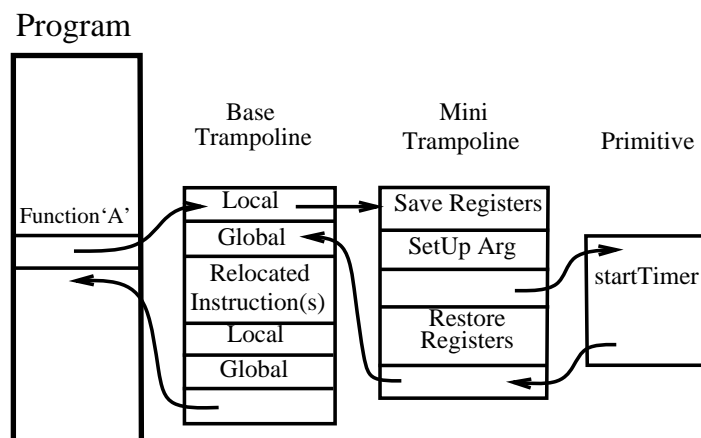 Program
Base
Trampoline
Mini
Trampoline
Primitive
Function‘A’
Local
Global
Relocated
Instruction(s)
Local
Global
Save Registers
SetUp Arg
Restore
Registers
startTimer